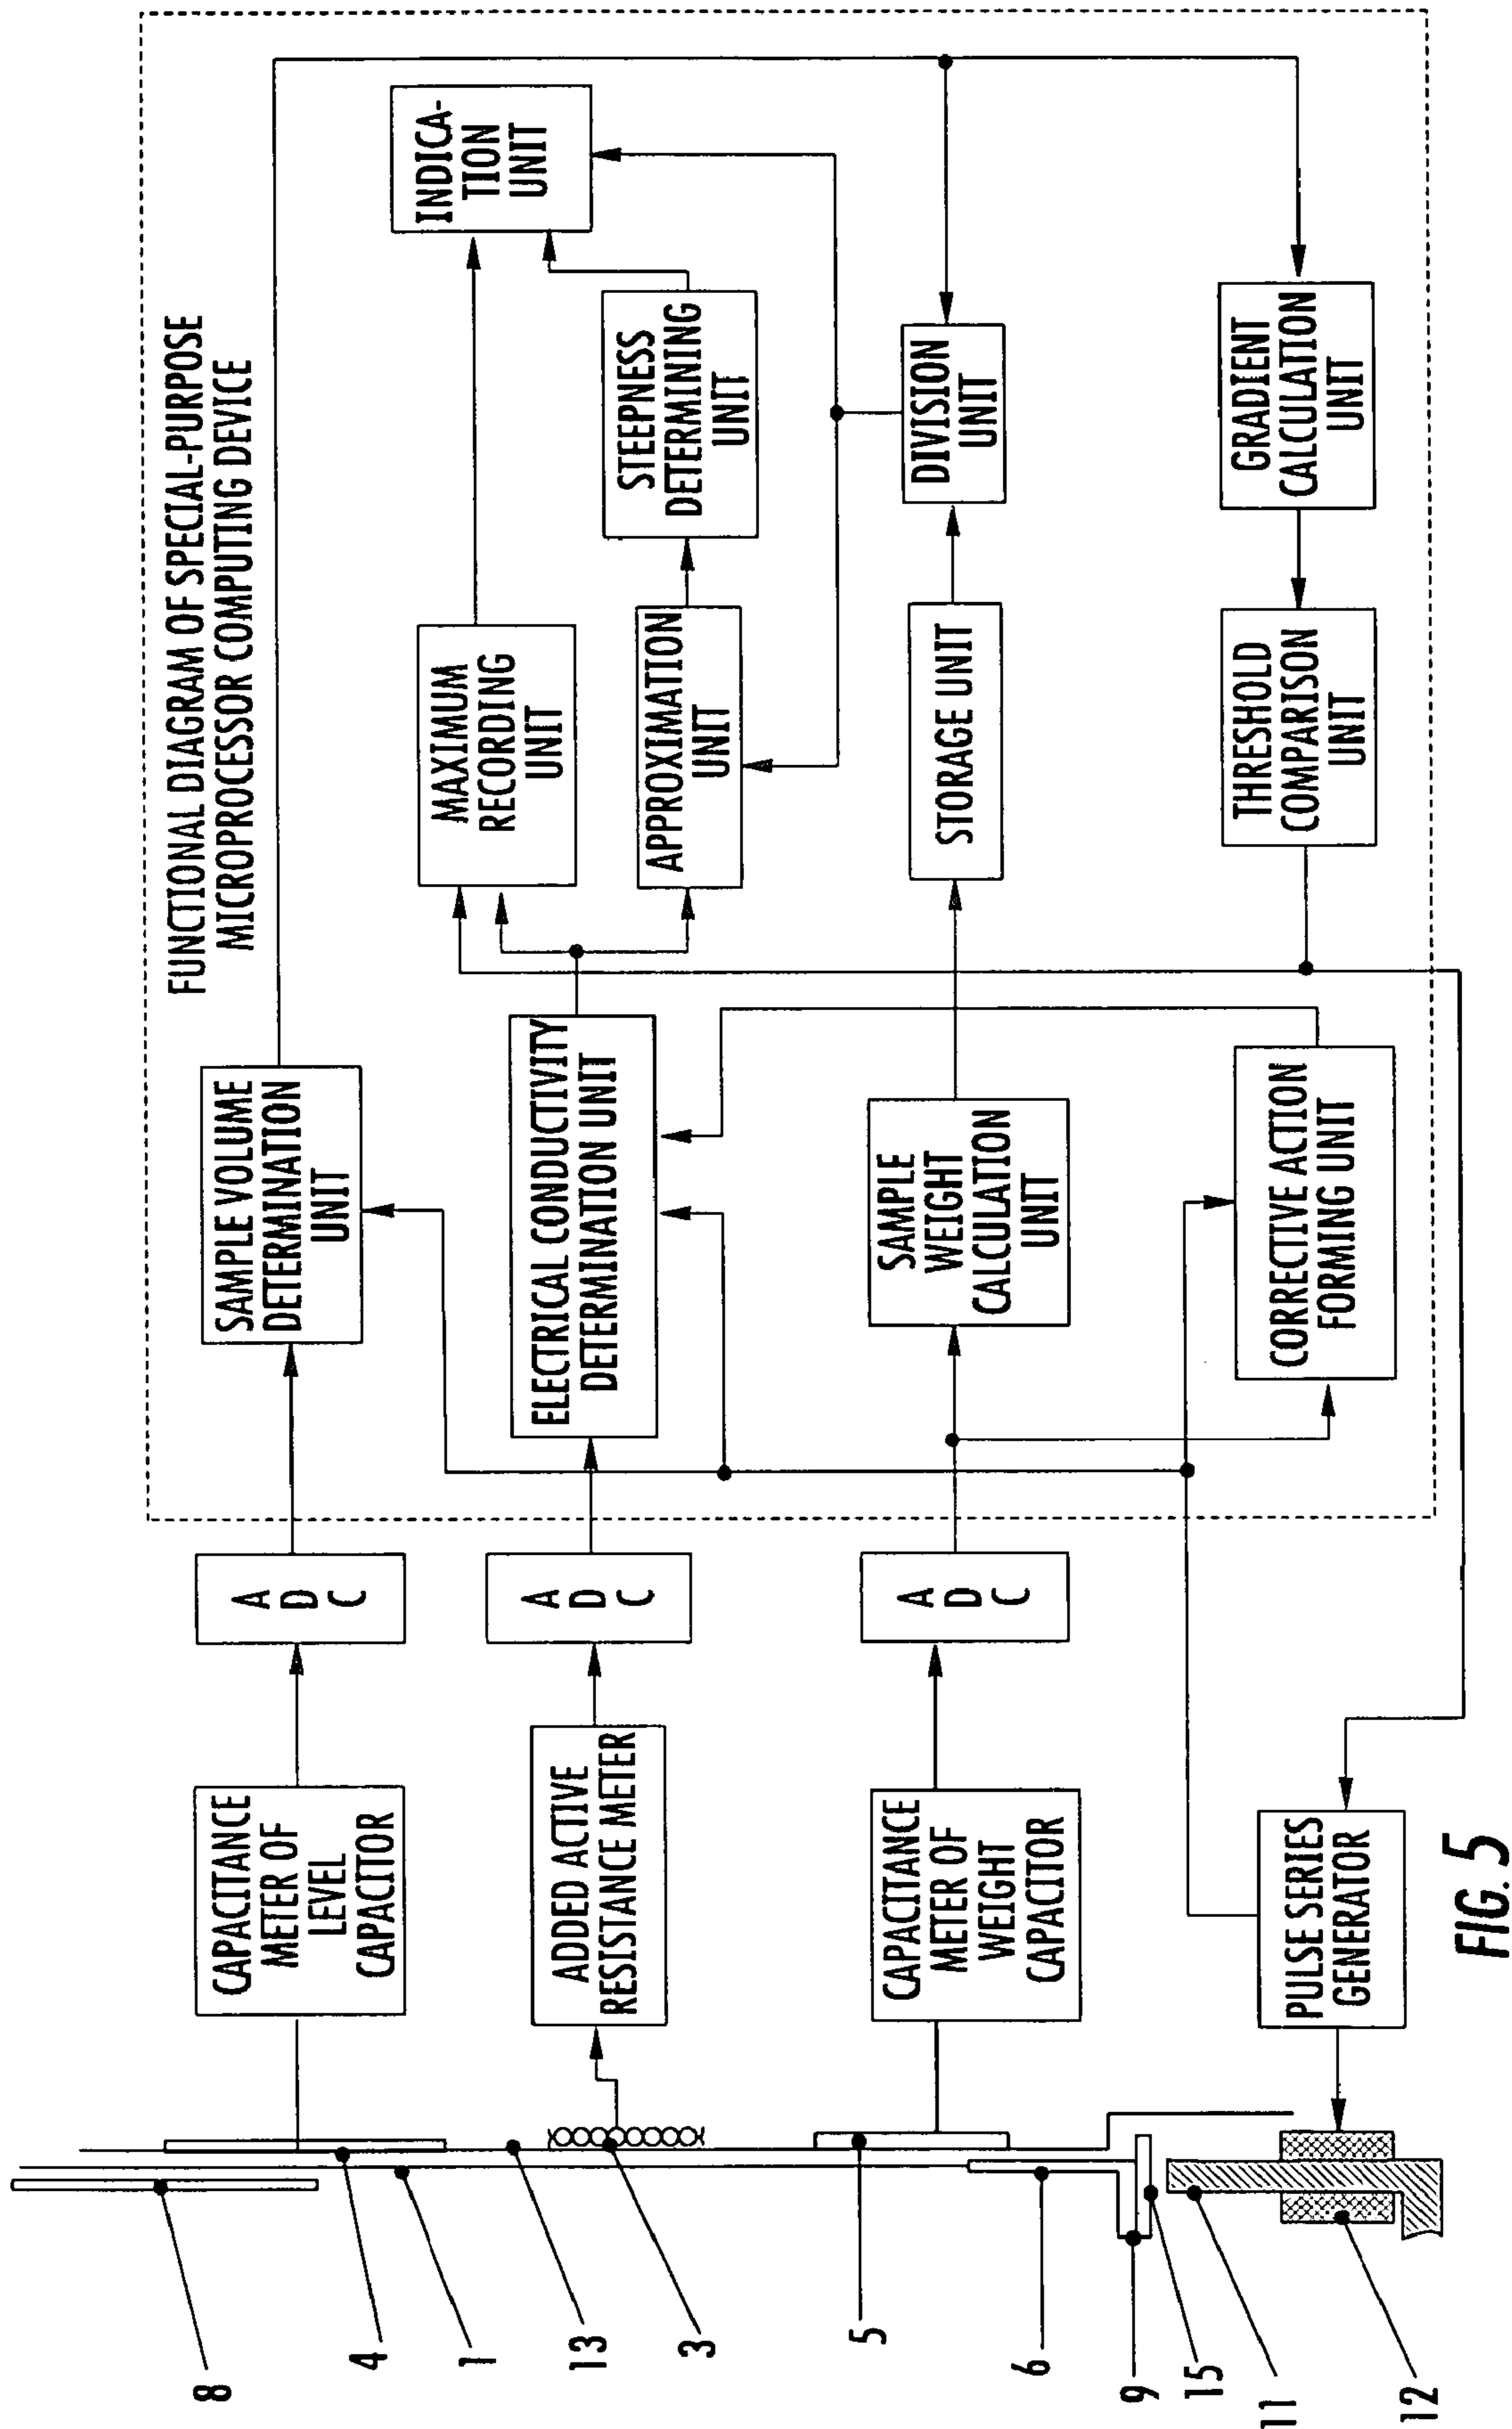 FUNCTIONAL DIAGRAM OF SPECIAL-PURPOSE
MICROPROCESSOR COMPUTING DEVICE
CAPACITANCE
METER OF
LEVEL
CAPACITOR
A
D
C
SAMPLE VOLUME
DETERMINATION
UNIT
INDICA-
TION
UNIT
MAXIMUM
RECORDING
UNIT
ADDED ACTIVE
RESISTANCE METER
A
D
C
ELECTRICAL CONDUCTIVITY
DETERMINATION UNIT
APPROXIMATION
UNIT
STEEPNESS
DETERMINING
UNIT
CAPACITANCE
METER OF
WEIGHT
CAPACITOR
A
D
C
SAMPLE
WEIGHT
CALCULATION
UNIT
STORAGE UNIT
DIVISION
UNIT
PULSE SERIES
GENERATOR
CORRECTIVE ACTION
FORMING UNIT
THRESHOLD
COMPARISON
UNIT
GRADIENT
CALCULATION
UNIT
8
4
1
13
3
5
6
9
15
11
12
FIG. 5